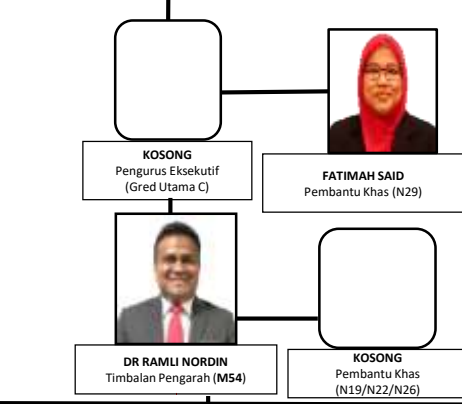 KOSONG
Pengurus Eksekutif
(Gred Utama C)
FATIMAH SAID
Pembantu Khas (N29)
DR RAMLI NORDIN
Timbalan Pengarah (M54)
KOSONG
Pembantu Khas
(N19/N22/N26)